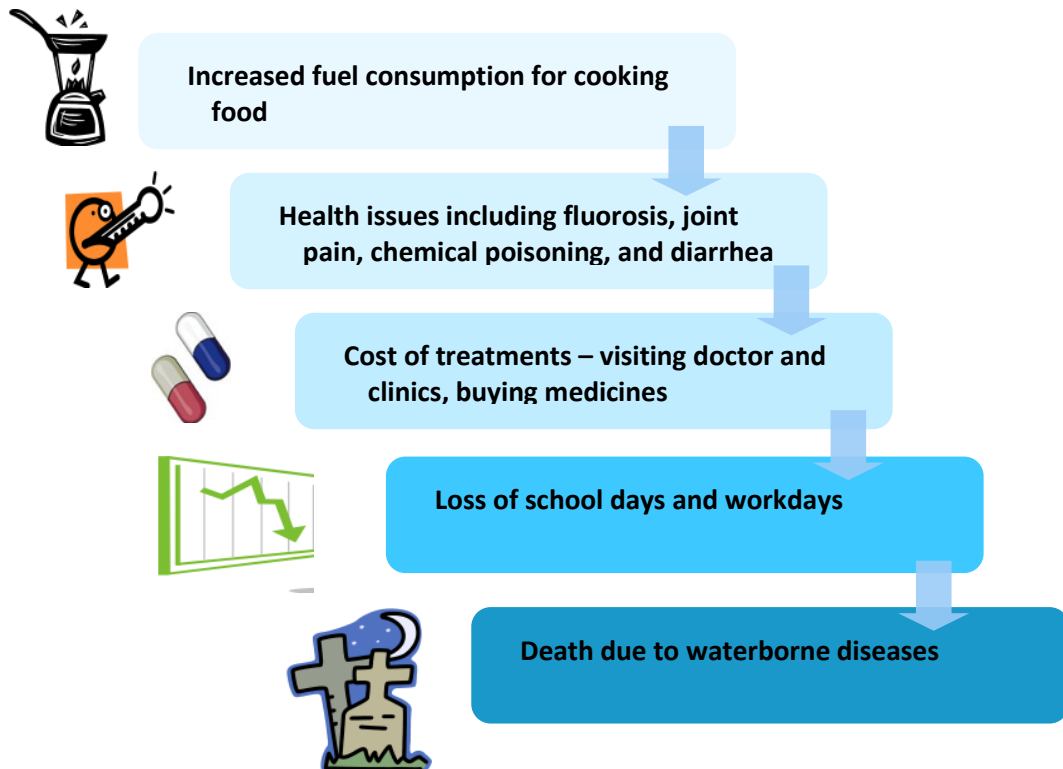 Increased fuel consumption for cooking
food
Health issues including fluorosis, joint
pain, chemical poisoning, and diarrhea
Cost of treatments – visiting doctor and
clinics, buying medicines
Loss of school days and workdays
Death due to waterborne diseases